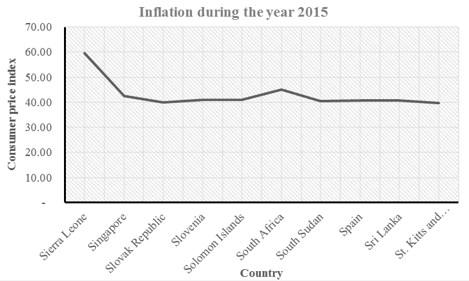 Inflation during the year 2015
Consumer price index
70.00
60.00
50.00
40.00
30.00
20.00
10.00
-
Sierra Leone
Singapore
Slovak Republic
Slovenia
Solomon Islands
South Africa
South Sudan
Spain
Sri Lanka
St. Kitts and...
Country